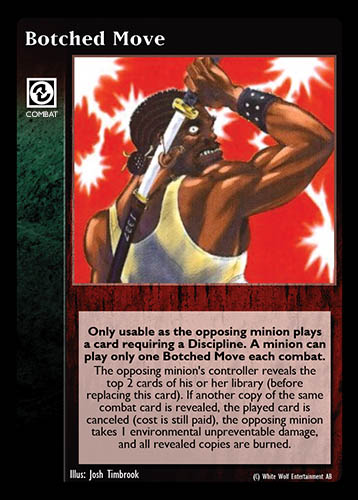 Botched Move
COMBAT
Only usable as the opposing minion plays
a card requiring a Discipline. A minion can
play only one Botched Move each combat.
The opposing minion's controller reveals the
top 2 cards of his or her library (before
replacing this card). If another copy of the
same combat card is revealed, the played card is
canceled (cost is still paid), the opposing minion
takes 1 environmental unpreventable damage,
and all revealed copies are burned.
Illus: Josh Timbrook
(C) White Wolf Entertainment AB